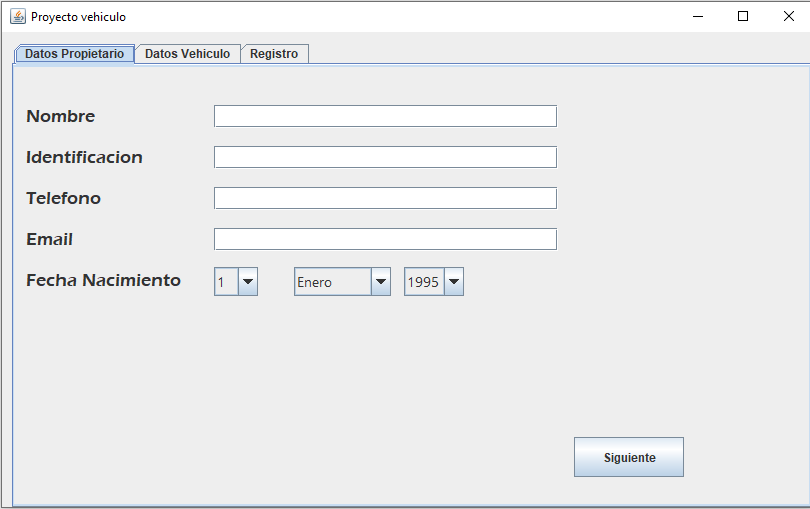 Proyecto vehiculo
Datos Propietario Datos Vehiculo Registro
Nombre
Identificacion
Telefono
Email
Fecha Nacimiento 1 Enero 1995
Siguiente